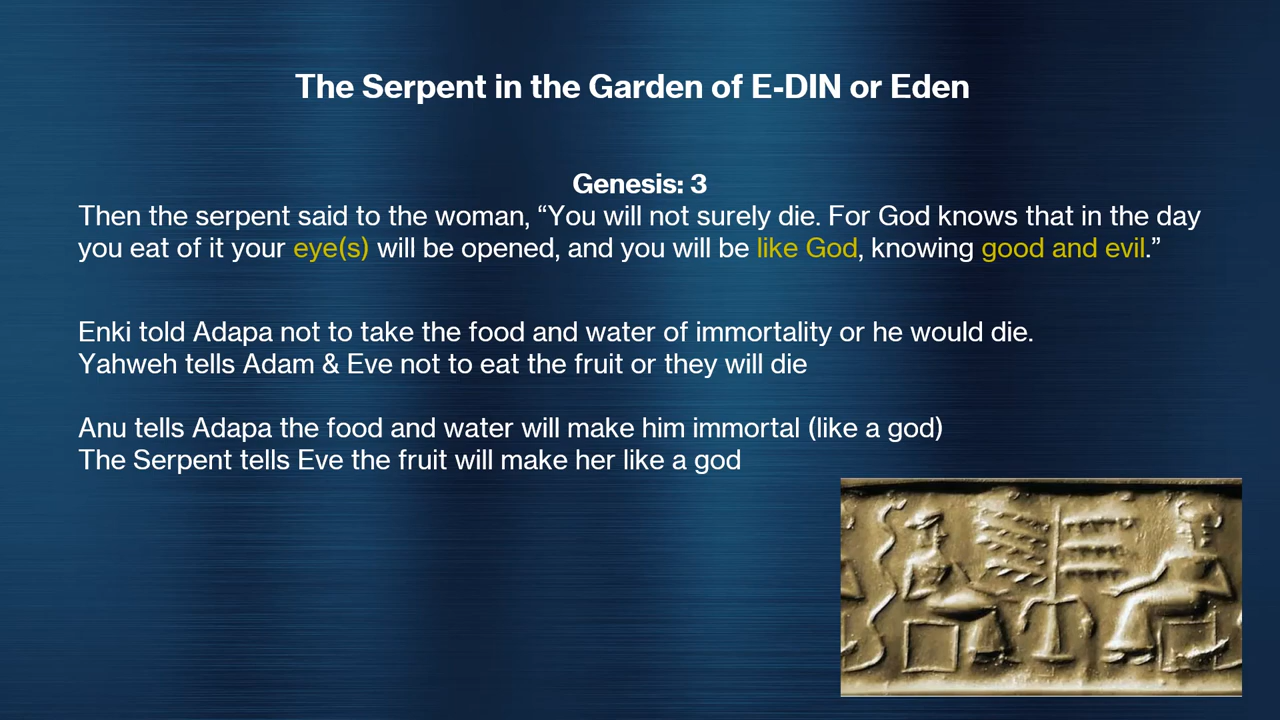 The Serpent in the Garden of E-DIN or Eden
Genesis: 3
Then the serpent said to the woman, “You will not surely die. For God knows that in the day
you eat of it your eye(s) will be opened, and you will be like God, knowing good and evil.”
Enki told Adapa not to take the food and water of immortality or he would die.
Yahweh tells Adam & Eve not to eat the fruit or they will die
Anu tells Adapa the food and water will make him immortal (like a god)
The Serpent tells Eve the fruit will make her like a god